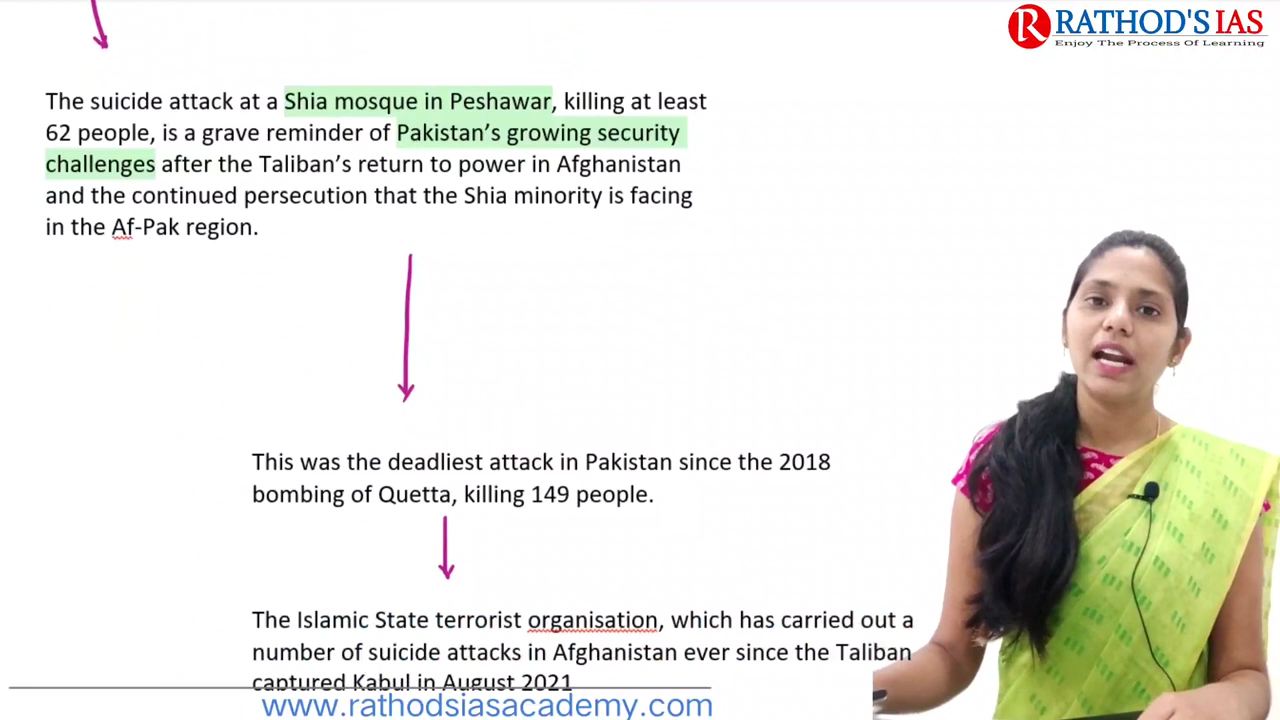 RATHOD'S IAS
Enjoy The Process Of Learning
The suicide attack at a Shia mosque in Peshawar, killing at least
62 people, is a grave reminder of Pakistan's growing security
challenges after the Taliban's return to power in Afghanistan
and the continued persecution that the Shia minority is facing
in the Af-Pak region.
This was the deadliest attack in Pakistan since the 2018
bombing of Quetta, killing 149 people.
The Islamic State terrorist organisation, which has carried out a
number of suicide attacks in Afghanistan ever since the Taliban
captured Kabul in August 2021
www.rathodsiasacademy.com